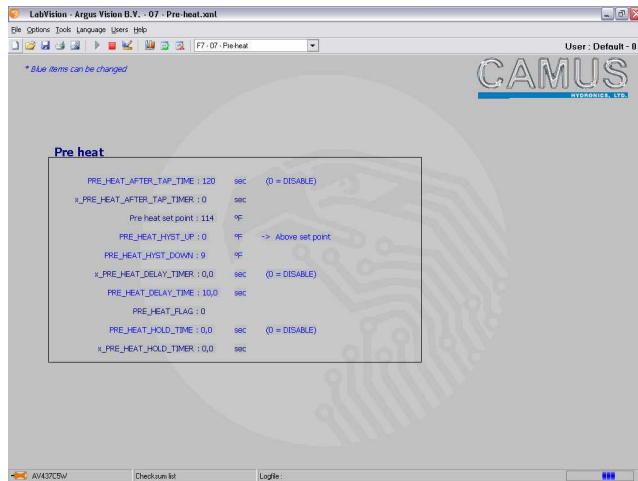 LabVision - Argus Vision B.V. - 07 - Pre-heat.xml
File Options Tools Language Users Help
F7 - 07 - Pre-heat
User : Default - 0
* Blue items can be changed
CAMUS
HYDRONICS, LTD.
Pre heat
PRE_HEAT_AFTER_TAP_TIME : 120 sec (0 = DISABLE)
x_PRE_HEAT_AFTER_TAP_TIMER : 0 sec
Pre heat set point : 114 ºF
PRE_HEAT_HYST_UP : 0 ºF -> Above set point
PRE_HEAT_HYST_DOWN : 9 ºF
x_PRE_HEAT_DELAY_TIMER : 0,0 sec (0 = DISABLE)
PRE_HEAT_DELAY_TIME : 10,0 sec
PRE_HEAT_FLAG : 0
PRE_HEAT_HOLD_TIME : 0,0 sec (0 = DISABLE)
x_PRE_HEAT_HOLD_TIMER : 0,0 sec
AV437C5W Checksum list Logfile :